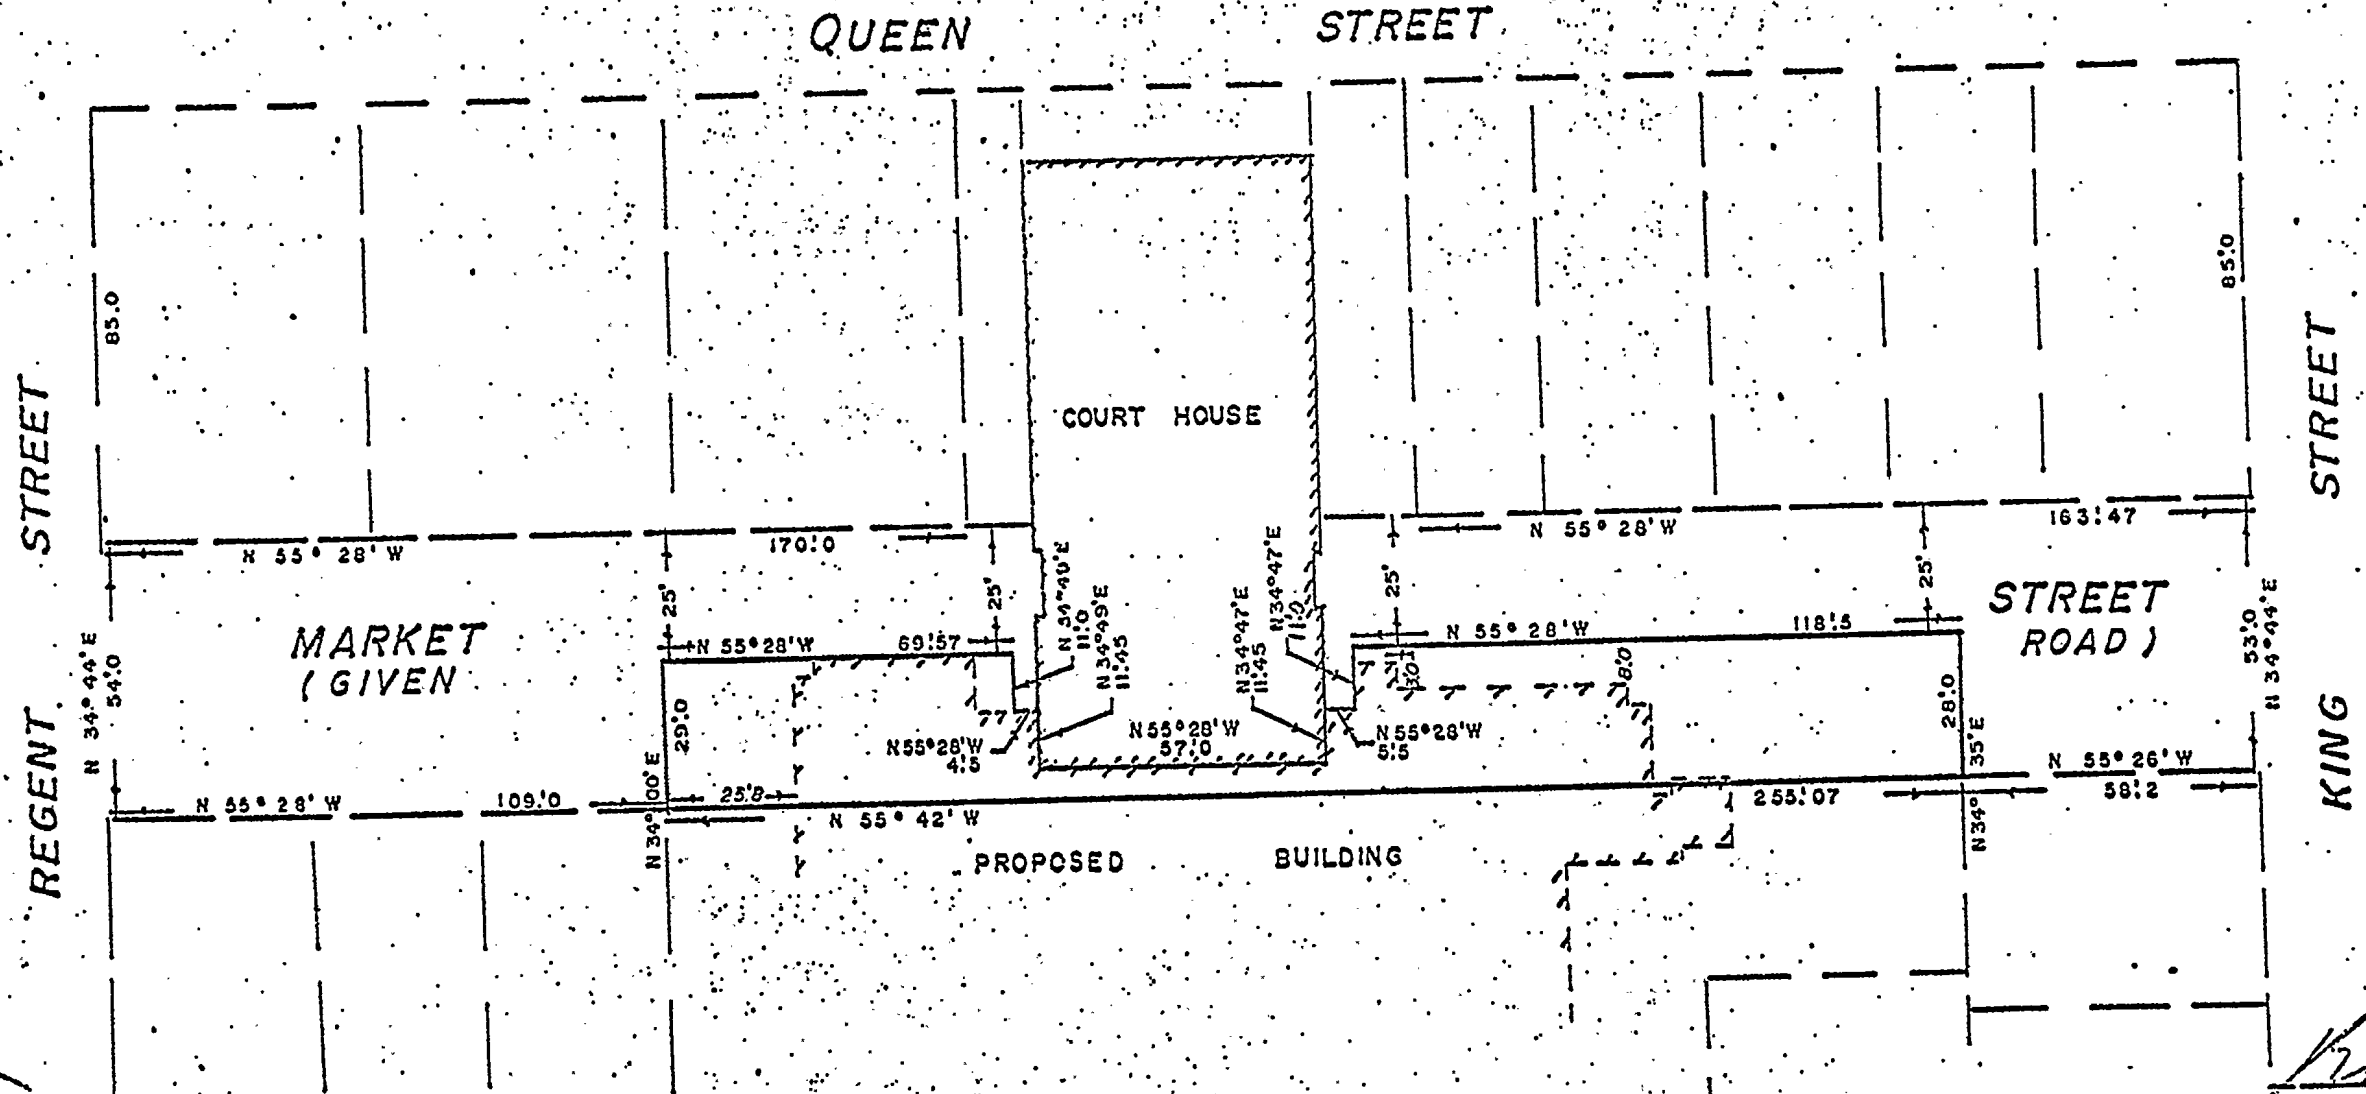 QUEEN STREET
85.0
85.0
REGENT STREET
KING STREET
COURT HOUSE
N 55° 28' W 170.0
N 55° 28' W 163.47
25'
25'
25'
25'
MARKET STREET
( GIVEN ROAD )
N 34° 44' E
54.0
53.0
N 34° 44' E
11.0
N 34° 49' E
11.45
N 34° 47' E
11.45
N 34° 47' E
11.0
N 55° 28' W 69.57
N 55° 28' W 118.5
3.0
8.0
29.0
28.0
N 55° 28' W
4.5
N 55° 28' W
57.0
N 55° 28' W
5.5
N 34° 00' E
N 34° 35' E
N 55° 28' W 109.0
25.8
N 55° 42' W 255.07
N 55° 26' W
58.2
PROPOSED BUILDING